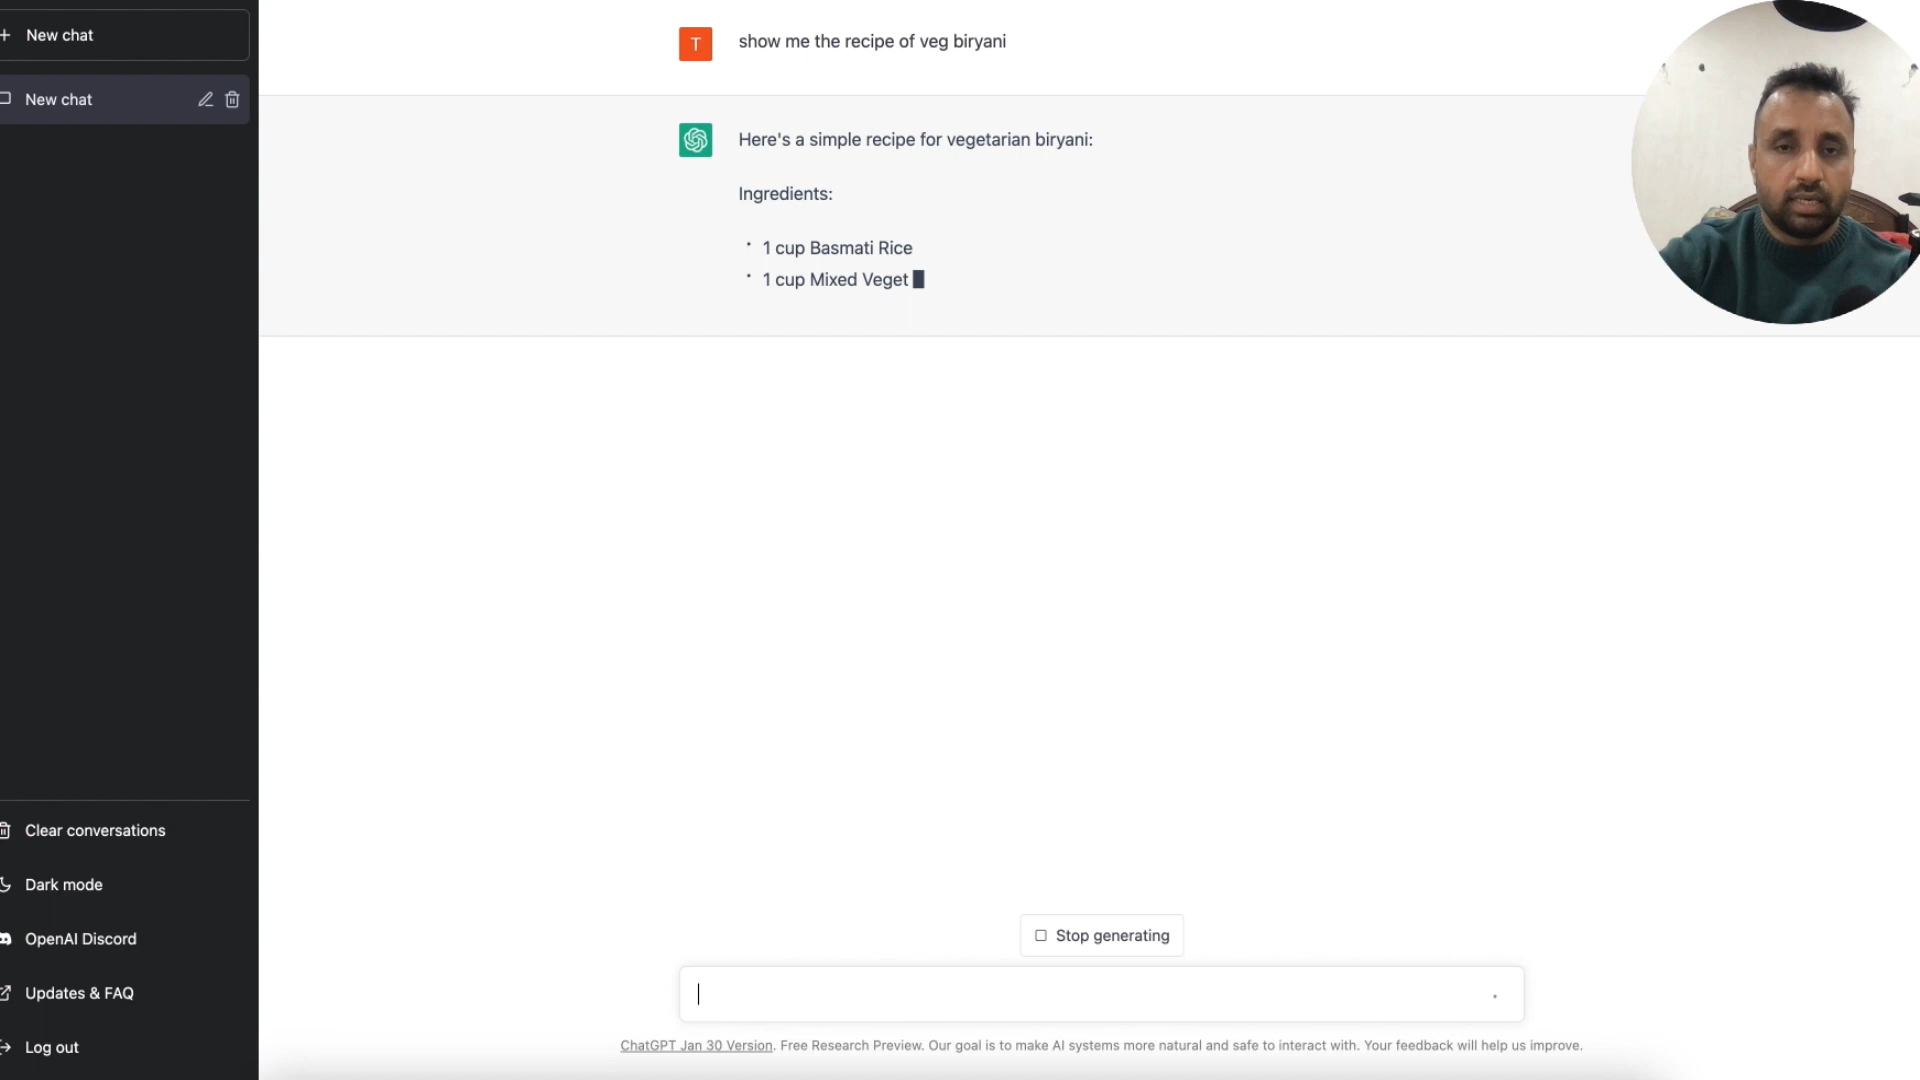 New chat
New chat
Clear conversations
Dark mode
OpenAI Discord
Updates & FAQ
Log out
T
show me the recipe of veg biryani
Here's a simple recipe for vegetarian biryani:
Ingredients:
• 1 cup Basmati Rice
• 1 cup Mixed Veget
Stop generating
ChatGPT Jan 30 Version. Free Research Preview. Our goal is to make AI systems more natural and safe to interact with. Your feedback will help us improve.